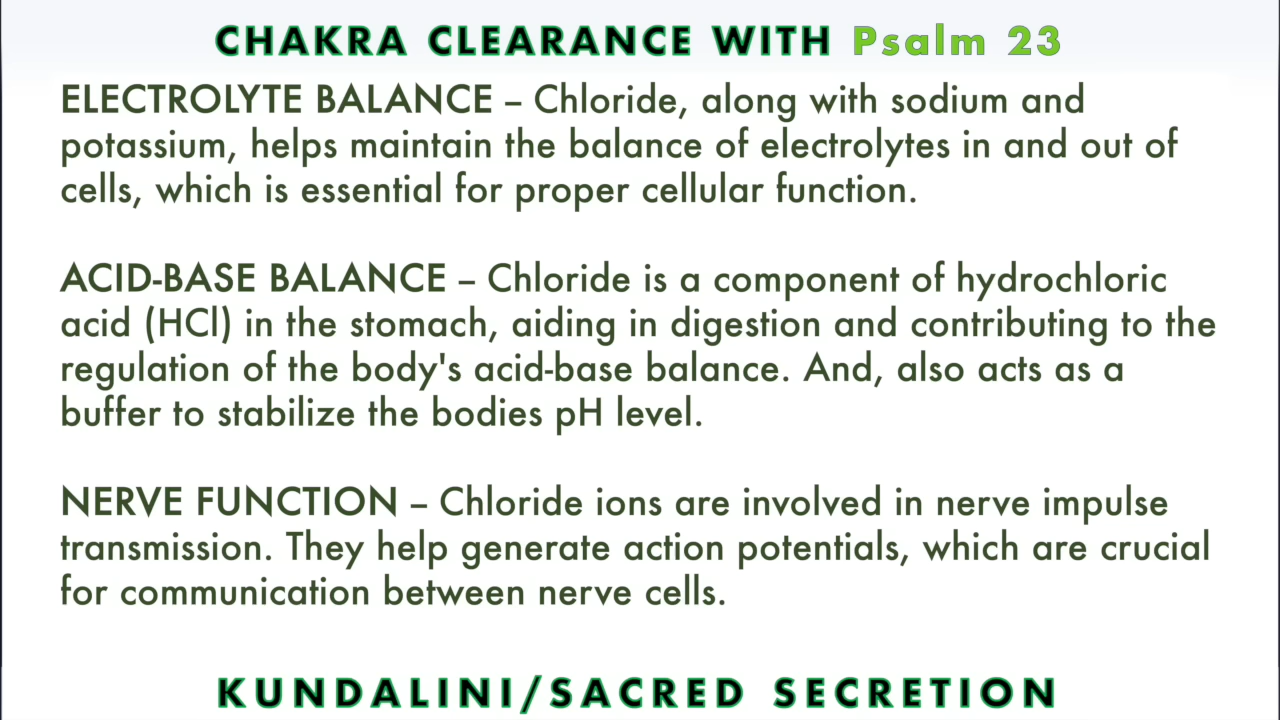 CHAKRA CLEARANCE WITH Psalm 23
ELECTROLYTE BALANCE – Chloride, along with sodium and
potassium, helps maintain the balance of electrolytes in and out of
cells, which is essential for proper cellular function.
ACID-BASE BALANCE – Chloride is a component of hydrochloric
acid (HCl) in the stomach, aiding in digestion and contributing to the
regulation of the body's acid-base balance. And, also acts as a
buffer to stabilize the bodies pH level.
NERVE FUNCTION – Chloride ions are involved in nerve impulse
transmission. They help generate action potentials, which are crucial
for communication between nerve cells.
KUNDALINI/SACRED SECRETION